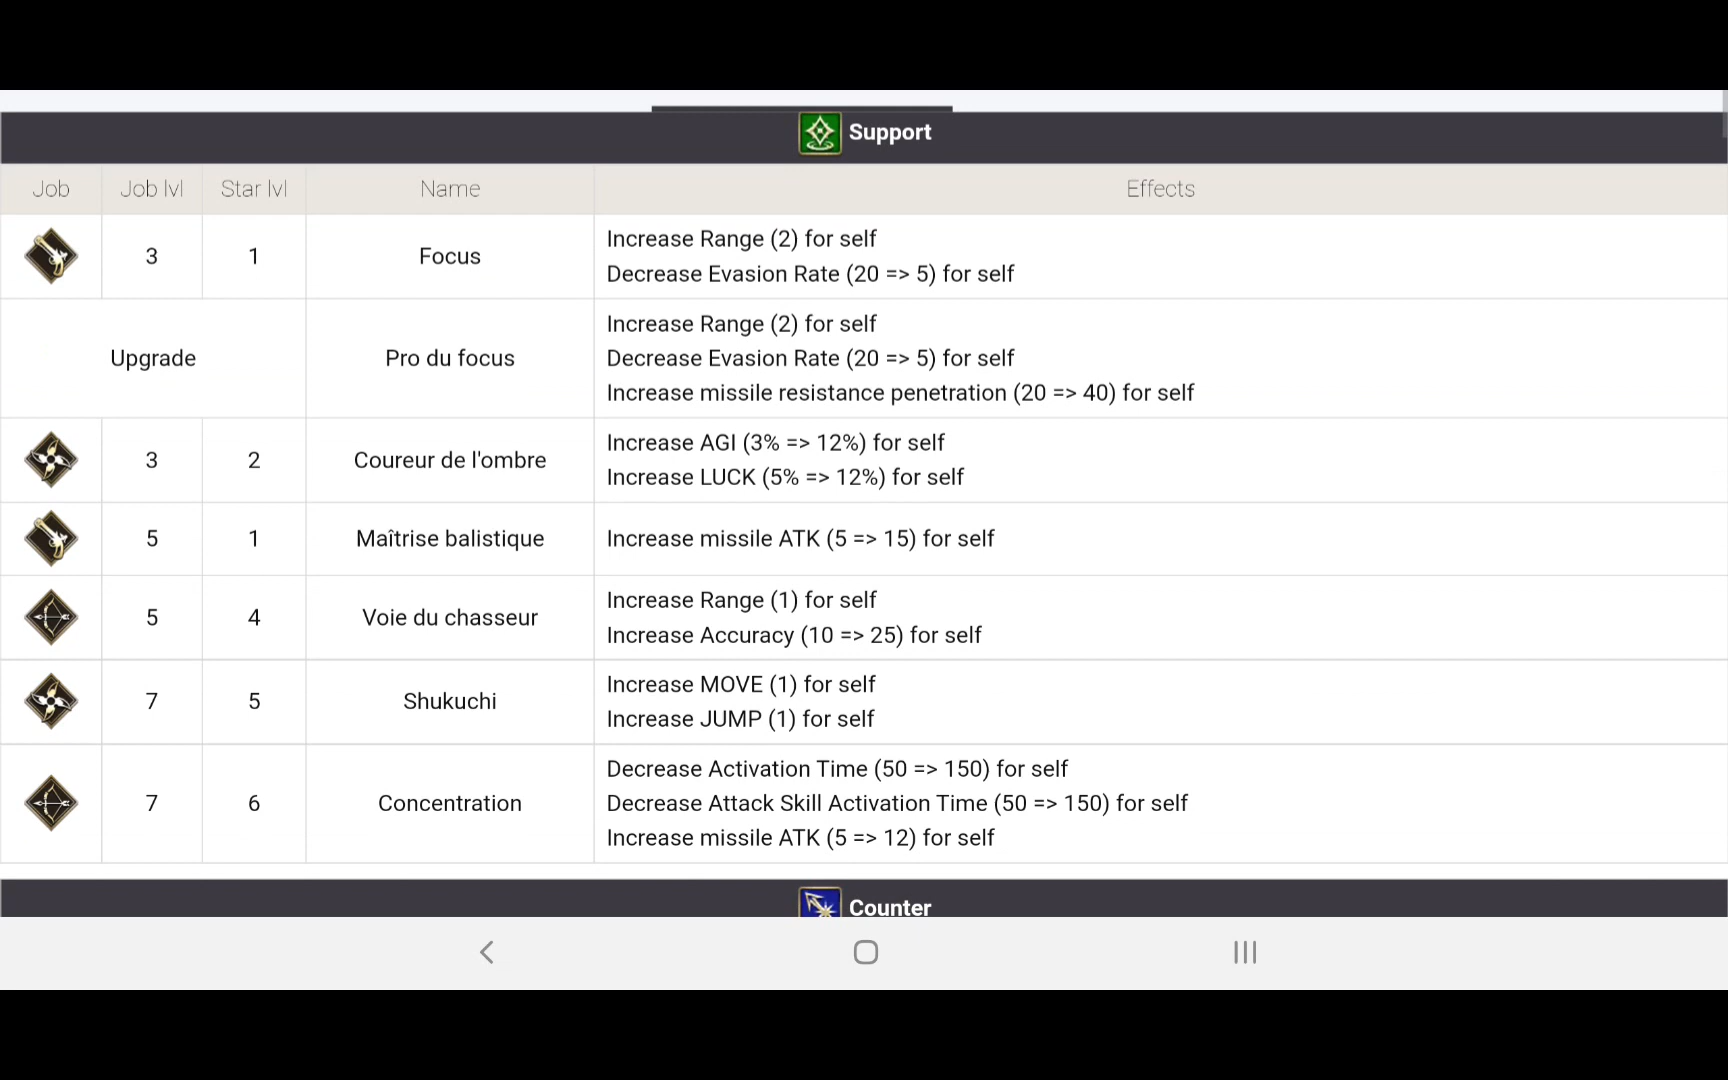 Support
Job Job lvl Star lvl Name Effects
3 1 Focus
Increase Range (2) for self
Decrease Evasion Rate (20 => 5) for self
Upgrade Pro du focus
Increase Range (2) for self
Decrease Evasion Rate (20 => 5) for self
Increase missile resistance penetration (20 => 40) for self
3 2 Coureur de l'ombre
Increase AGI (3% => 12%) for self
Increase LUCK (5% => 12%) for self
5 1 Maîtrise balistique
Increase missile ATK (5 => 15) for self
5 4 Voie du chasseur
Increase Range (1) for self
Increase Accuracy (10 => 25) for self
7 5 Shukuchi
Increase MOVE (1) for self
Increase JUMP (1) for self
7 6 Concentration
Decrease Activation Time (50 => 150) for self
Decrease Attack Skill Activation Time (50 => 150) for self
Increase missile ATK (5 => 12) for self
Counter